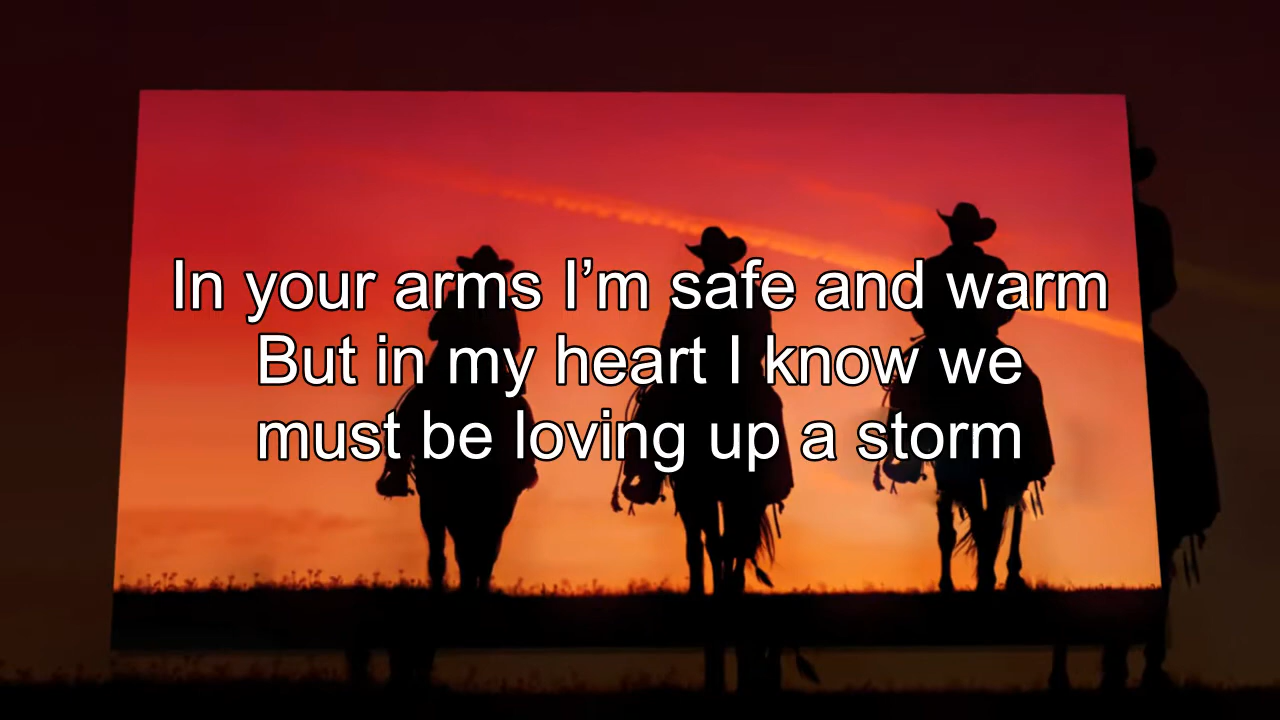 In your arms I’m safe and warm
But in my heart I know we
must be loving up a storm